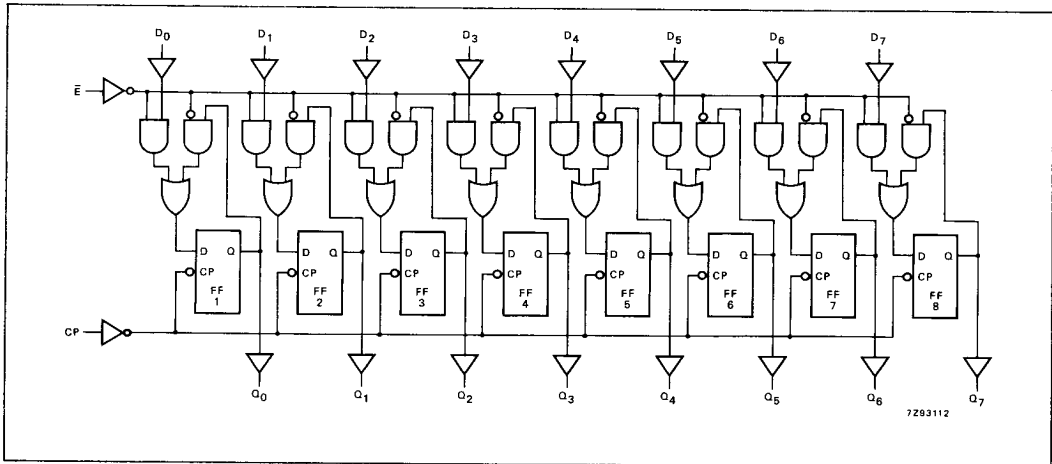 D0 D1 D2 D3 D4 D5 D6 D7
E̅
D Q D Q D Q D Q D Q D Q D Q D Q
CP CP CP CP CP CP CP CP
FF FF FF FF FF FF FF FF
1 2 3 4 5 6 7 8
CP
Q0 Q1 Q2 Q3 Q4 Q5 Q6 Q7
7Z93112